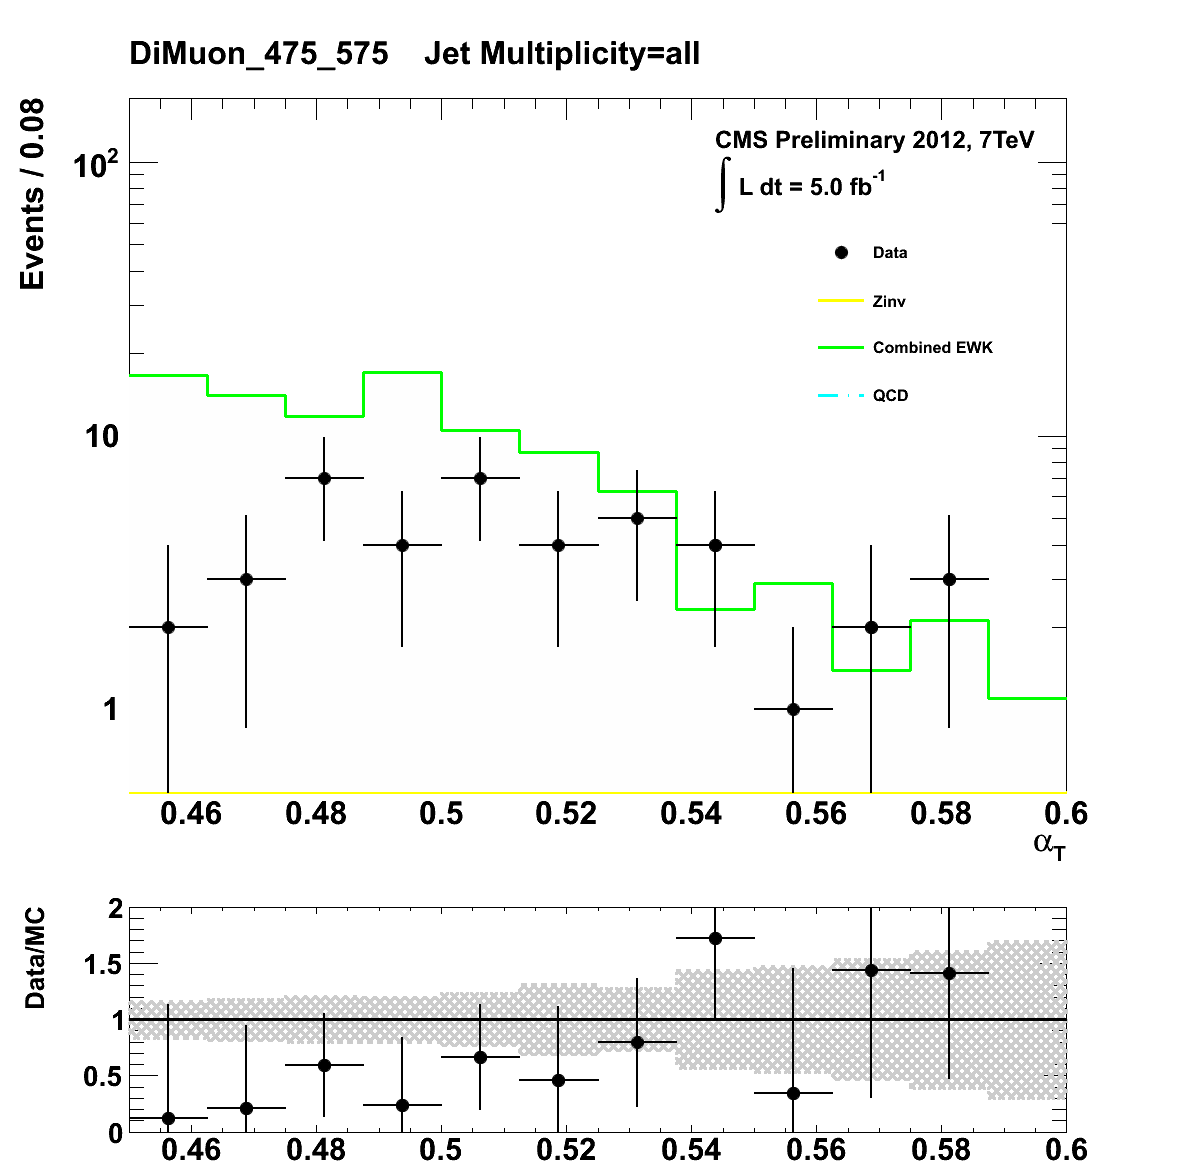 DiMuon_475_575 Jet Multiplicity=all
Events / 0.08
CMS Preliminary 2012, 7TeV
∫ L dt = 5.0 fb⁻¹
Data
Zinv
Combined EWK
QCD
10²
10
1
0.46 0.48 0.5 0.52 0.54 0.56 0.58 0.6
α_T
Data/MC
2
1.5
1
0.5
0
0.46 0.48 0.5 0.52 0.54 0.56 0.58 0.6